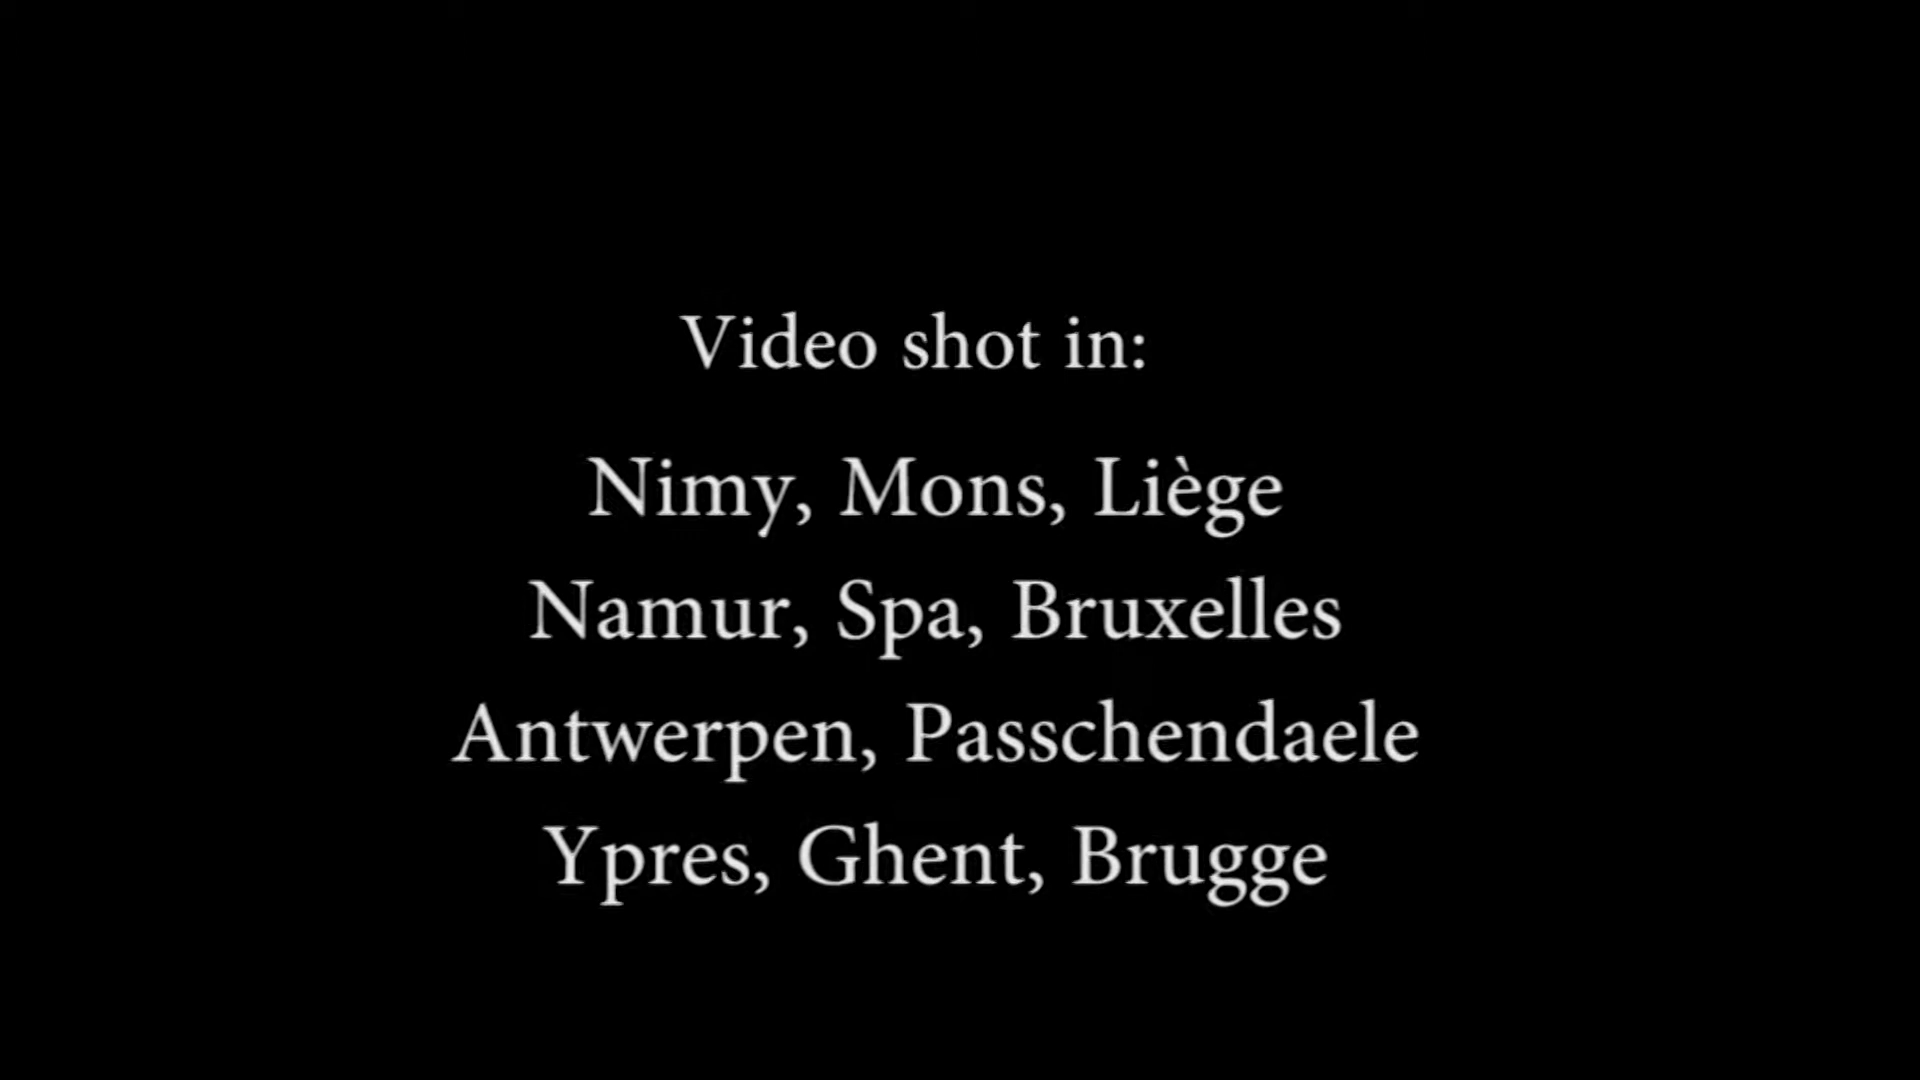 Video shot in:
Nimy, Mons, Liège
Namur, Spa, Bruxelles
Antwerpen, Passchendaele
Ypres, Ghent, Brugge